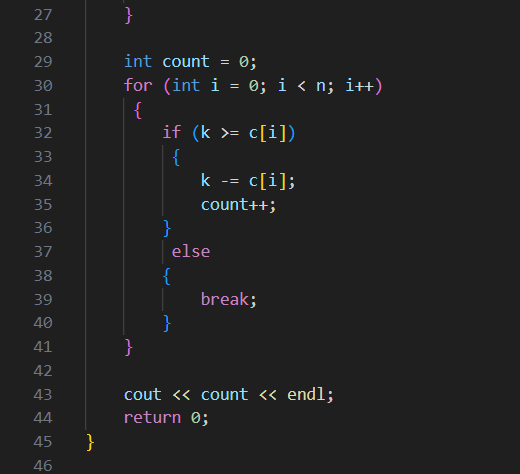 27 }
28
29 int count = 0;
30 for (int i = 0; i < n; i++)
31 {
32 if (k >= c[i])
33 {
34 k -= c[i];
35 count++;
36 }
37 else
38 {
39 break;
40 }
41 }
42
43 cout << count << endl;
44 return 0;
45 }
46